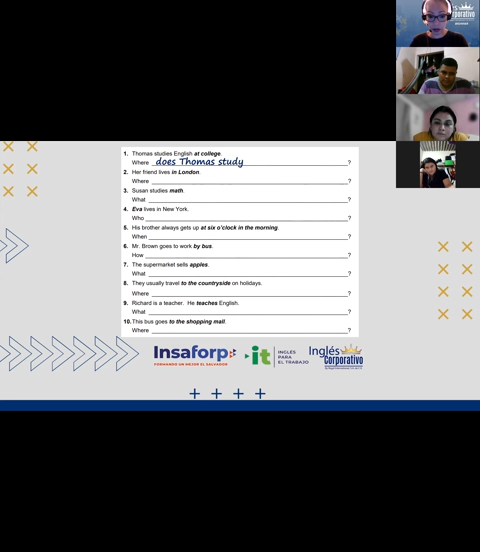 rporativo
1. Thomas studies English at college.
Where does Thomas study ?
2. Her friend lives in London.
Where ?
3. Susan studies math.
What ?
4. Eva lives in New York.
Who ?
5. His brother always gets up at six o'clock in the morning.
When ?
6. Mr. Brown goes to work by bus.
How ?
7. The supermarket sells apples.
What ?
8. They usually travel to the countryside on holidays.
Where ?
9. Richard is a teacher. He teaches English.
What ?
10. This bus goes to the shopping mall.
Where ?
Insaforp
FORMANDO UN MEJOR EL SALVADOR
it
INGLÉS
PARA
EL TRABAJO
Inglés
Corporativo